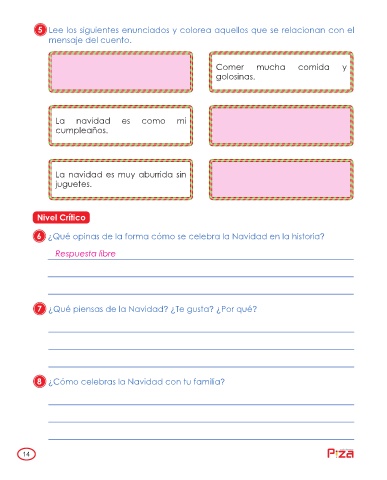 5 Lee los siguientes enunciados y colorea aquellos que se relacionan con el
mensaje del cuento.
Comer mucha comida y
golosinas.
La navidad es como mi
cumpleaños.
La navidad es muy aburrida sin
juguetes.
Nivel Crítico
6 ¿Qué opinas de la forma cómo se celebra la Navidad en la historia?
Respuesta libre
7 ¿Qué piensas de la Navidad? ¿Te gusta? ¿Por qué?
8 ¿Cómo celebras la Navidad con tu familia?
14